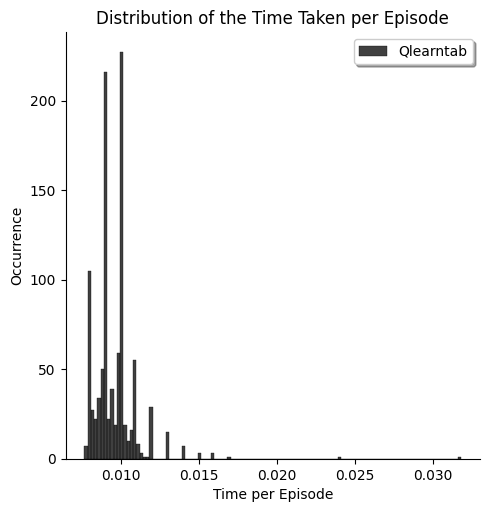 Distribution of the Time Taken per Episode
Qlearntab
200
150
100
50
0
Occurrence
0.010
0.015
0.020
0.025
0.030
Time per Episode